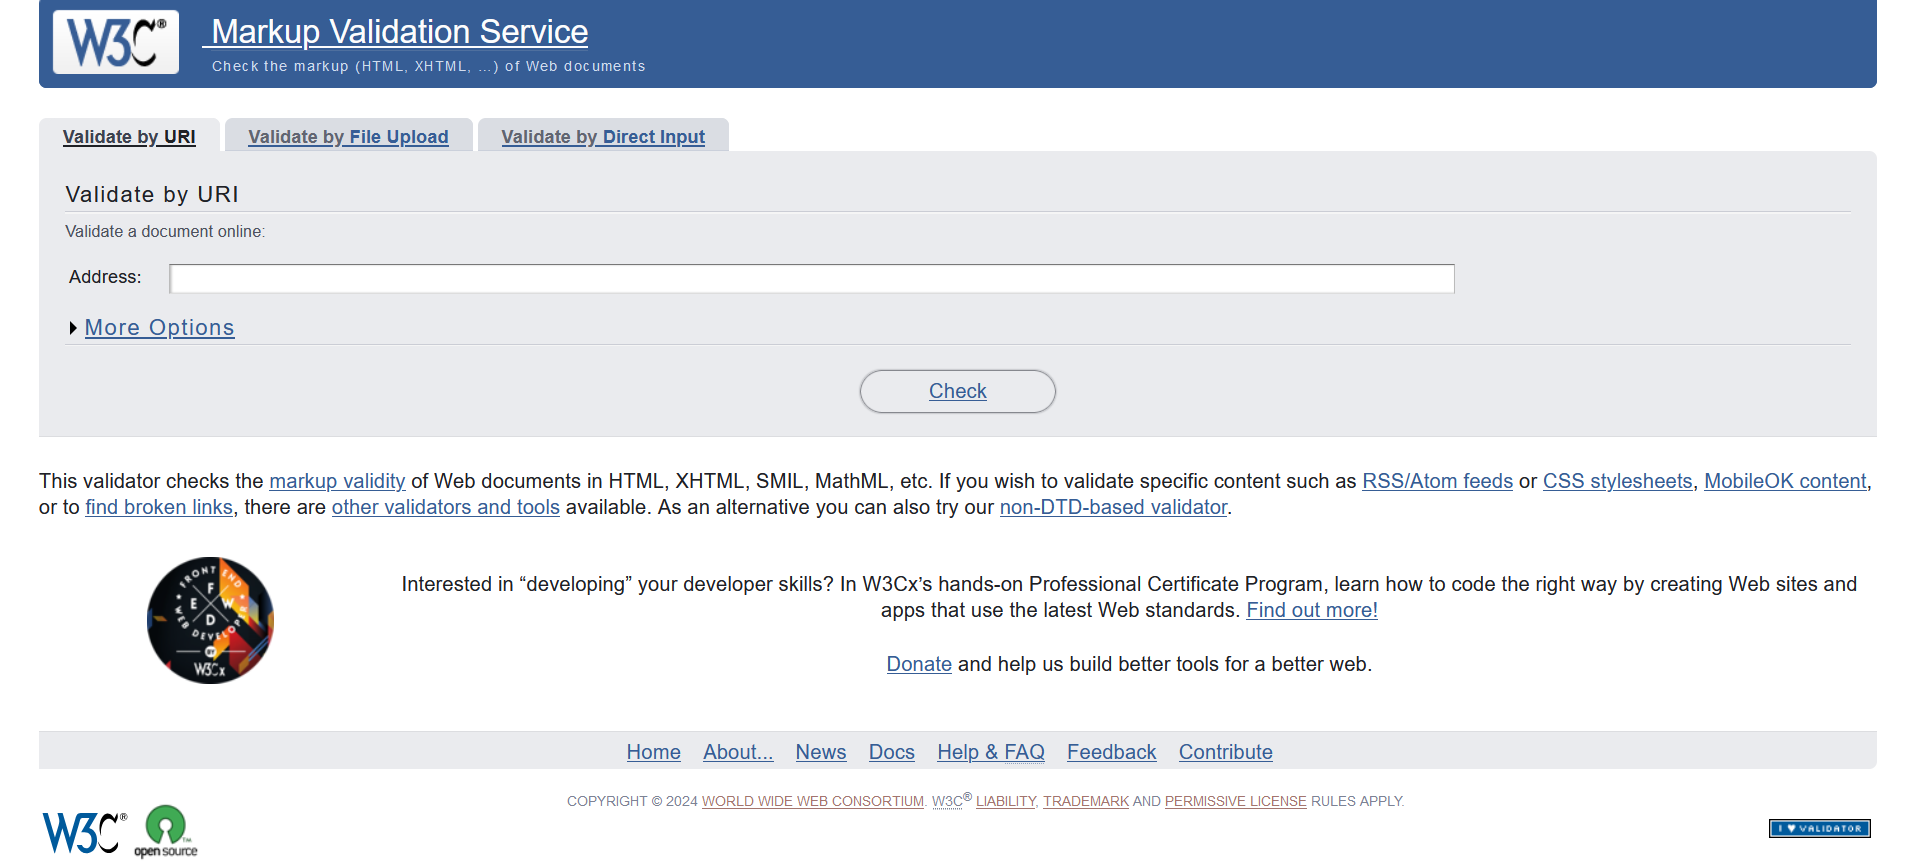 W3C®
Markup Validation Service
Check the markup (HTML, XHTML, ...) of Web documents
Validate by URI
Validate by File Upload
Validate by Direct Input
Validate by URI
Validate a document online:
Address:
More Options
Check
This validator checks the markup validity of Web documents in HTML, XHTML, SMIL, MathML, etc. If you wish to validate specific content such as RSS/Atom feeds or CSS stylesheets, MobileOK content,
or to find broken links, there are other validators and tools available. As an alternative you can also try our non-DTD-based validator.
FRONT END
WEB DEVELOP
F E W D
BY
W3Cx
Interested in “developing” your developer skills? In W3Cx’s hands-on Professional Certificate Program, learn how to code the right way by creating Web sites and
apps that use the latest Web standards. Find out more!
Donate and help us build better tools for a better web.
Home About... News Docs Help & FAQ Feedback Contribute
COPYRIGHT © 2024 WORLD WIDE WEB CONSORTIUM. W3C® LIABILITY, TRADEMARK AND PERMISSIVE LICENSE RULES APPLY.
W3C®
open source™
I ♥ VALIDATOR